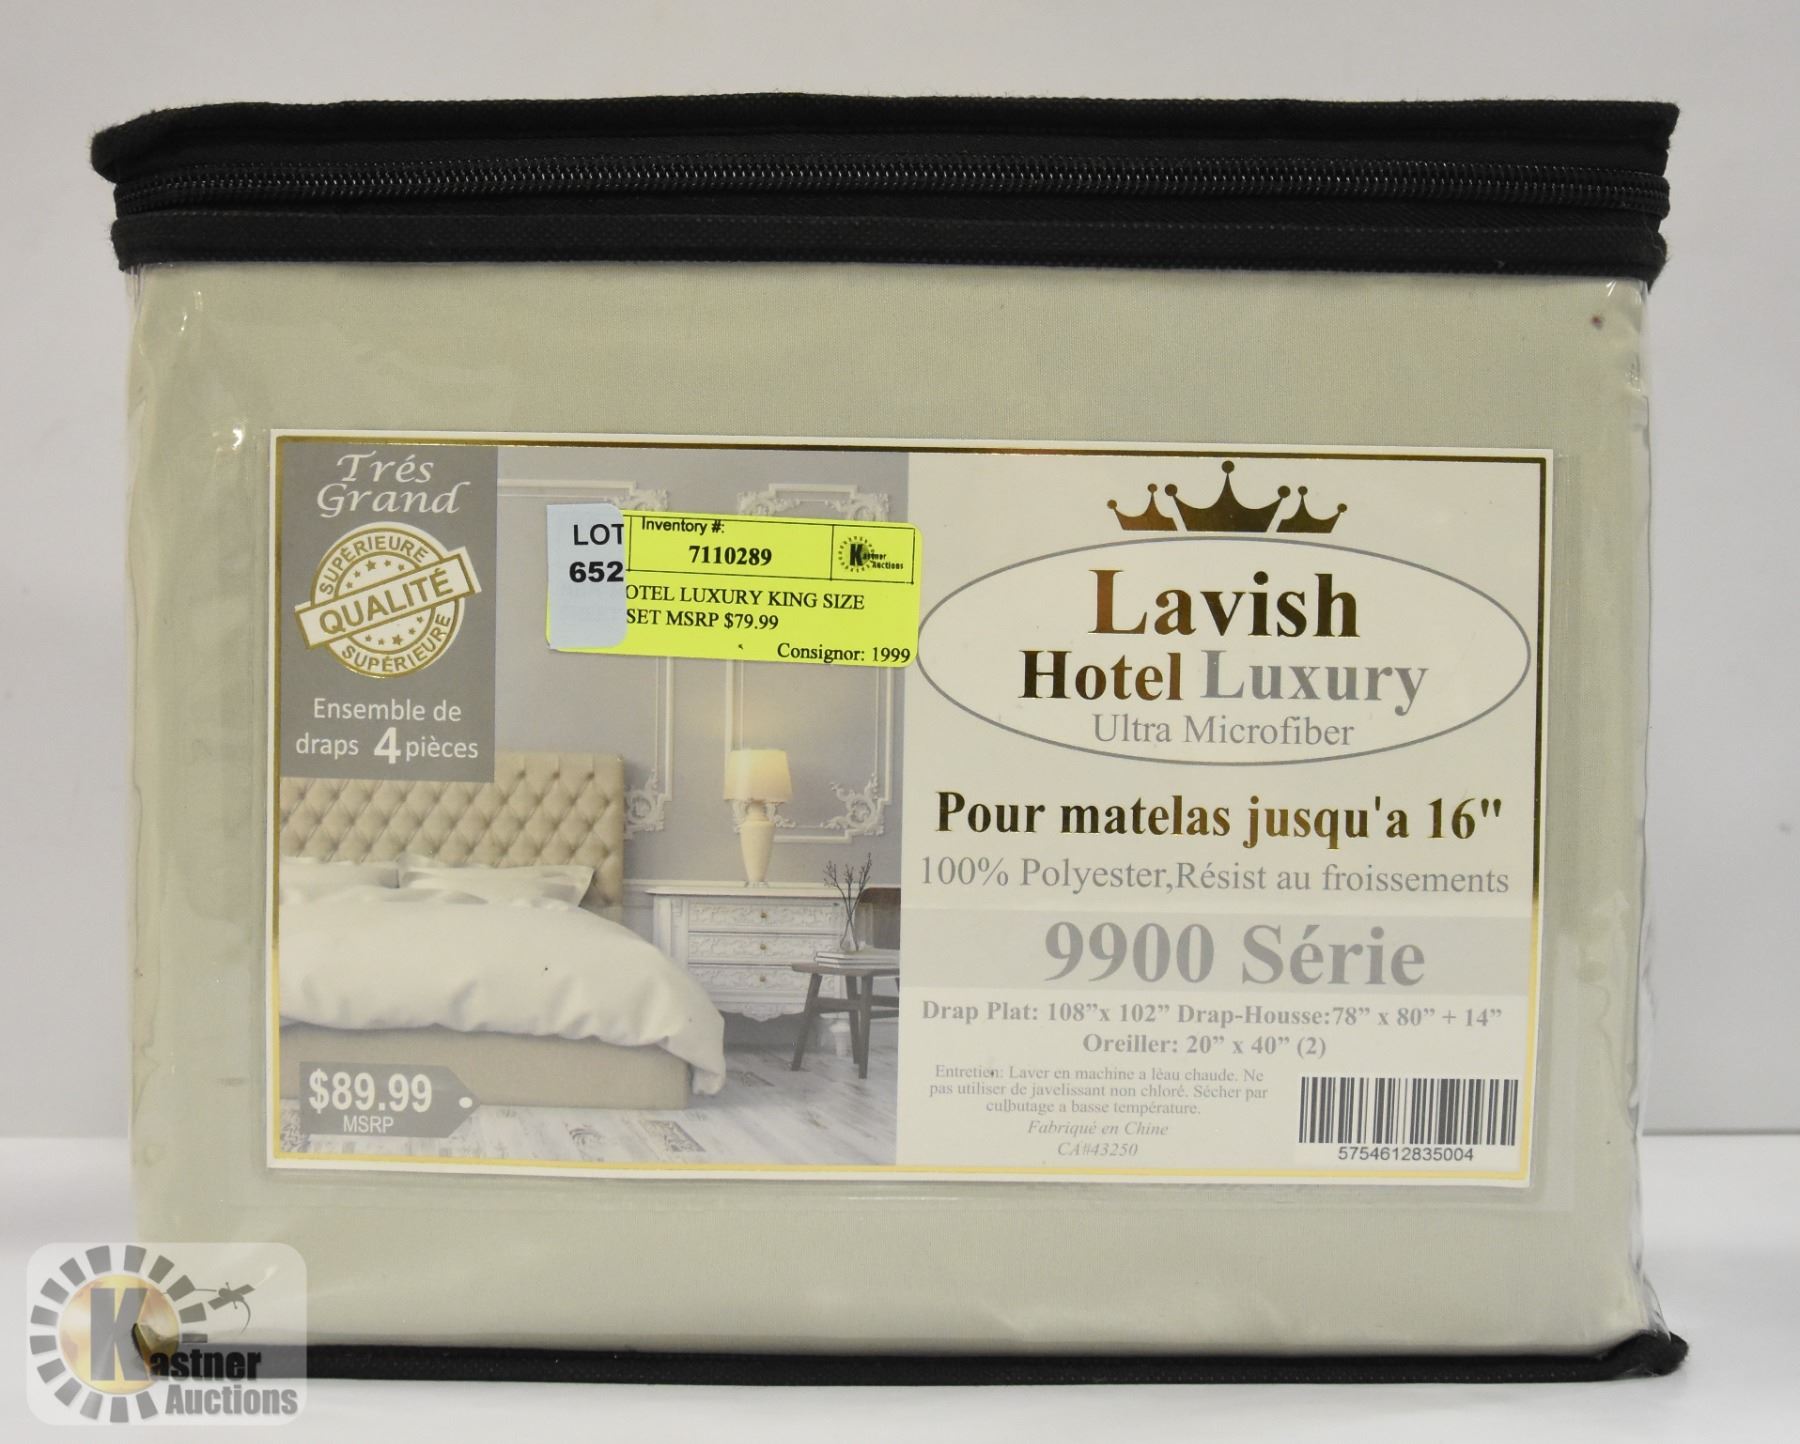 Trés
Grand
SUPÉRIEURE
QUALITÉ
SUPÉRIEURE
Ensemble de
draps 4 pièces
$89.99
MSRP
LOT
652
Inventory #:
7110289
Kastner
Auctions
OTEL LUXURY KING SIZE
SET MSRP $79.99
Consignor: 1999
Lavish
Hotel Luxury
Ultra Microfiber
Pour matelas jusqu'a 16"
100% Polyester,Résist au froissements
9900 Série
Drap Plat: 108”x 102” Drap-Housse:78” x 80” + 14”
Oreiller: 20” x 40” (2)
Entretien: Laver en machine a lèau chaude. Ne
pas utiliser de javelissant non chloré. Sécher par
culbutage a basse température.
Fabriqué en Chine
CA#43250
5754612835004
Kastner
Auctions